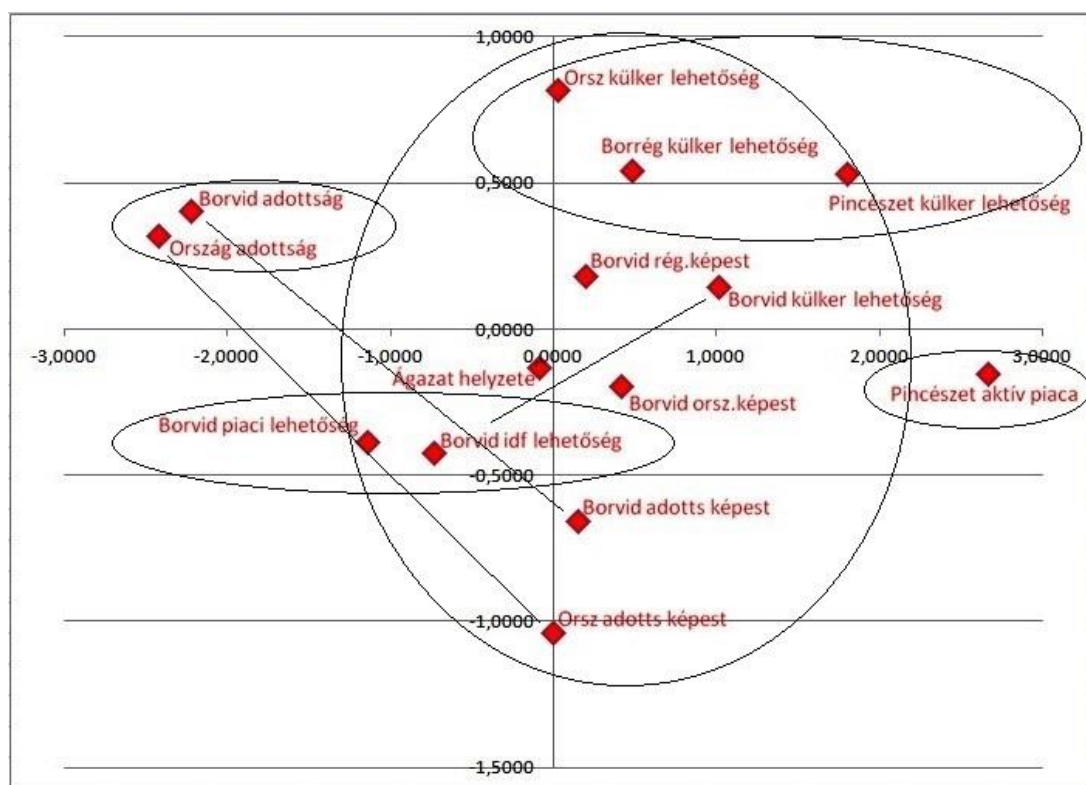 1,0000
Orsz külker lehetőség
Borrég külker lehetőség
0,5000
Pincészet külker lehetőség
Borvid adottság
Ország adottság
Borvid rég.képest
Borvid külker lehetőség
0,0000
-3,0000 -2,0000 -1,0000 0,0000 1,0000 2,0000 3,0000
Ágazat helyzete
Borvid orsz.képest
Pincészet aktív piaca
Borvid piaci lehetőség
Borvid idf lehetőség
-0,5000
Borvid adotts képest
-1,0000
Orsz adotts képest
-1,5000